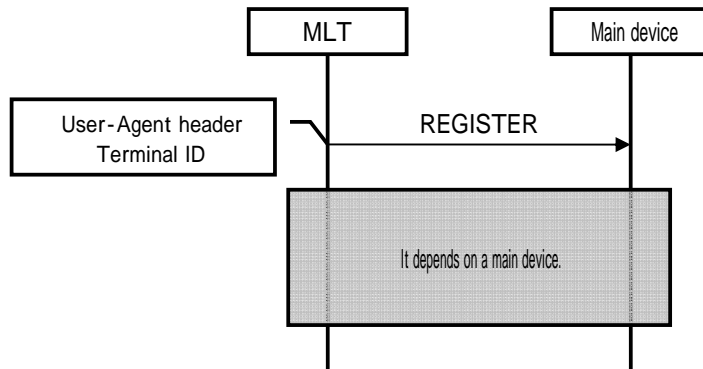 MLT
Main device
User-Agent header
Terminal ID
REGISTER
It depends on a main device.